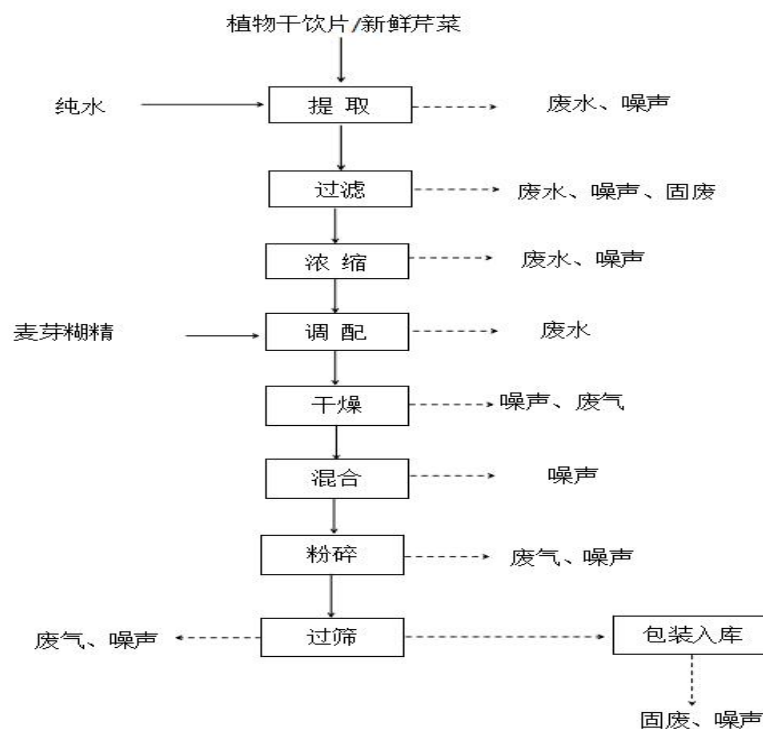 植物干饮片/新鲜芹菜
纯水
提 取
废水、噪声
过滤
废水、噪声、固废
浓 缩
废水、噪声
麦芽糊精
调 配
废水
干燥
噪声、废气
混合
噪声
粉碎
废气、噪声
废气、噪声
过筛
包装入库
固废、噪声